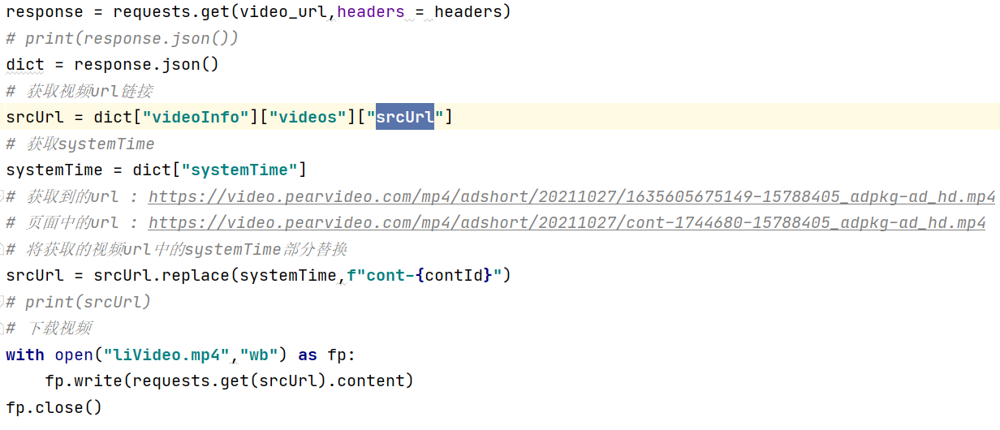 response = requests.get(video_url,headers = headers)
# print(response.json())
dict = response.json()
# 获取视频url链接
srcUrl = dict["videoInfo"]["videos"]["srcUrl"]
# 获取systemTime
systemTime = dict["systemTime"]
# 获取到的url : https://video.pearvideo.com/mp4/adshort/20211027/1635605675149-15788405_adpkg-ad_hd.mp4
# 页面中的url : https://video.pearvideo.com/mp4/adshort/20211027/cont-1744680-15788405_adpkg-ad_hd.mp4
# 将获取的视频url中的systemTime部分替换
srcUrl = srcUrl.replace(systemTime,f"cont-{contId}")
# print(srcUrl)
# 下载视频
with open("liVideo.mp4","wb") as fp:
    fp.write(requests.get(srcUrl).content)
fp.close()